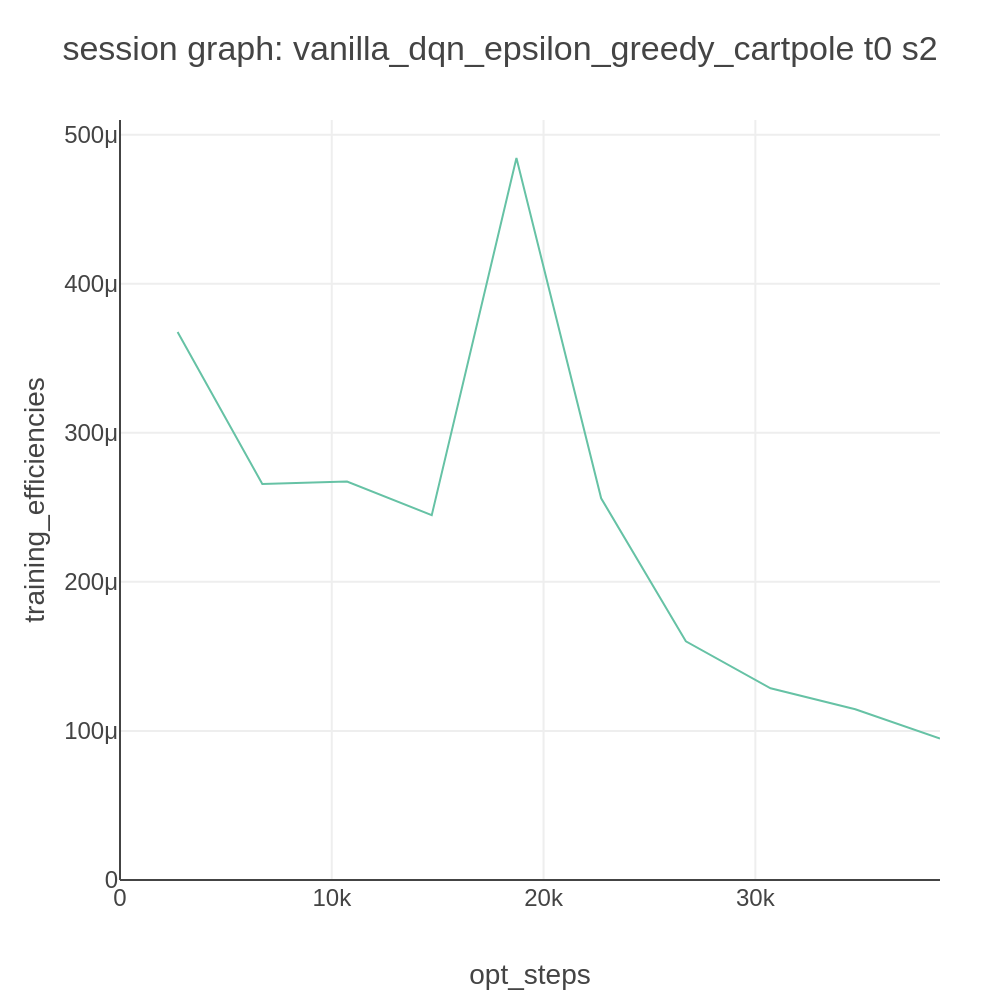 session graph: vanilla_dqn_epsilon_greedy_cartpole t0 s2
500μ
400μ
300μ
200μ
100μ
0
training_efficiencies
0
10k
20k
30k
opt_steps